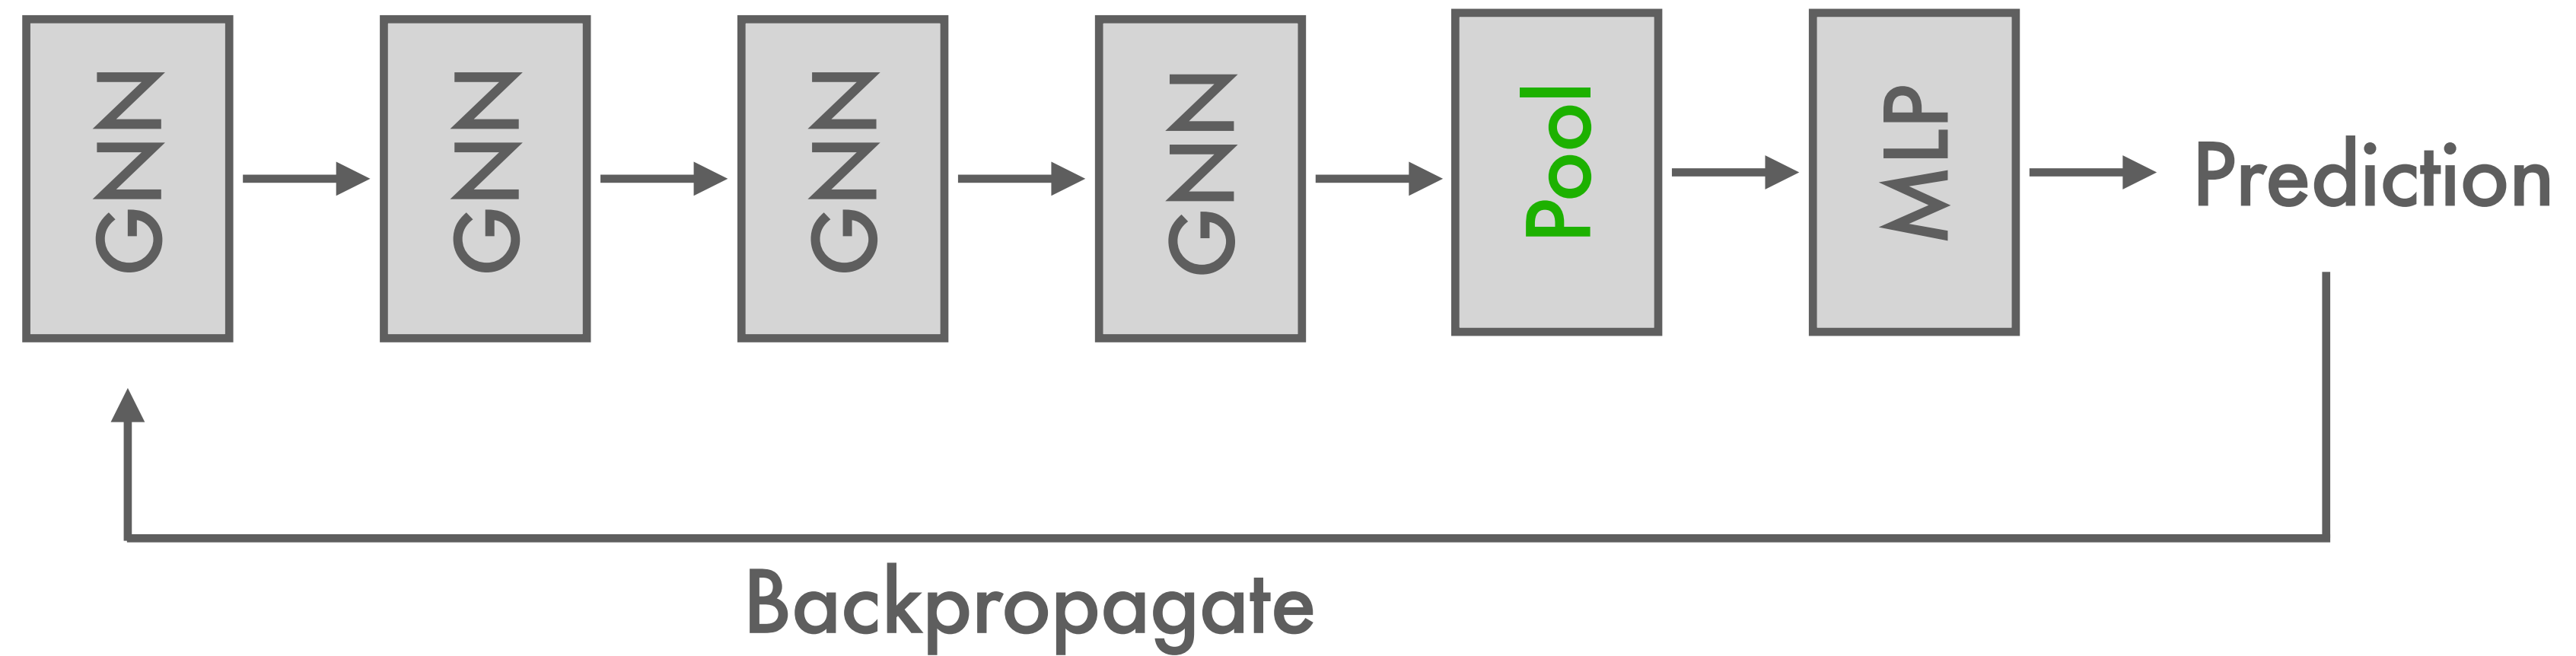 GNN
GNN
GNN
GNN
Pool
MLP
Prediction
Backpropagate